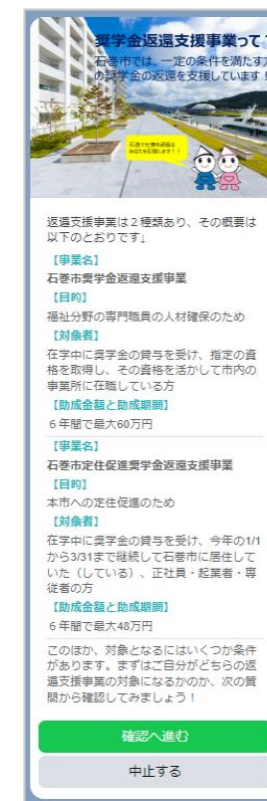 奨学金返還支援事業って？
石巻市では、一定の条件を満たす方
の奨学金の返還を支援しています！
返還支援事業は２種類あり、その概要は
以下のとおりです↓
【事業名】
石巻市奨学金返還支援事業
【目的】
福祉分野の専門職員の人材確保のため
【対象者】
在学中に奨学金の貸与を受け、指定の資
格を取得し、その資格を活かして市内の
事業所に在職している方
【助成金額と助成期間】
６年間で最大60万円
【事業名】
石巻市定住促進奨学金返還支援事業
【目的】
本市への定住促進のため
【対象者】
在学中に奨学金の貸与を受け、今年の1/1
から3/31まで継続して石巻市に居住して
いた（している）、正社員・起業者・専
従者の方
【助成金額と助成期間】
６年間で最大48万円
このほか、対象となるにはいくつか条件
があります。まずはご自分がどちらの返
還支援事業の対象になるかのか、次の質
問から確認してみましょう！
確認へ進む
中止する